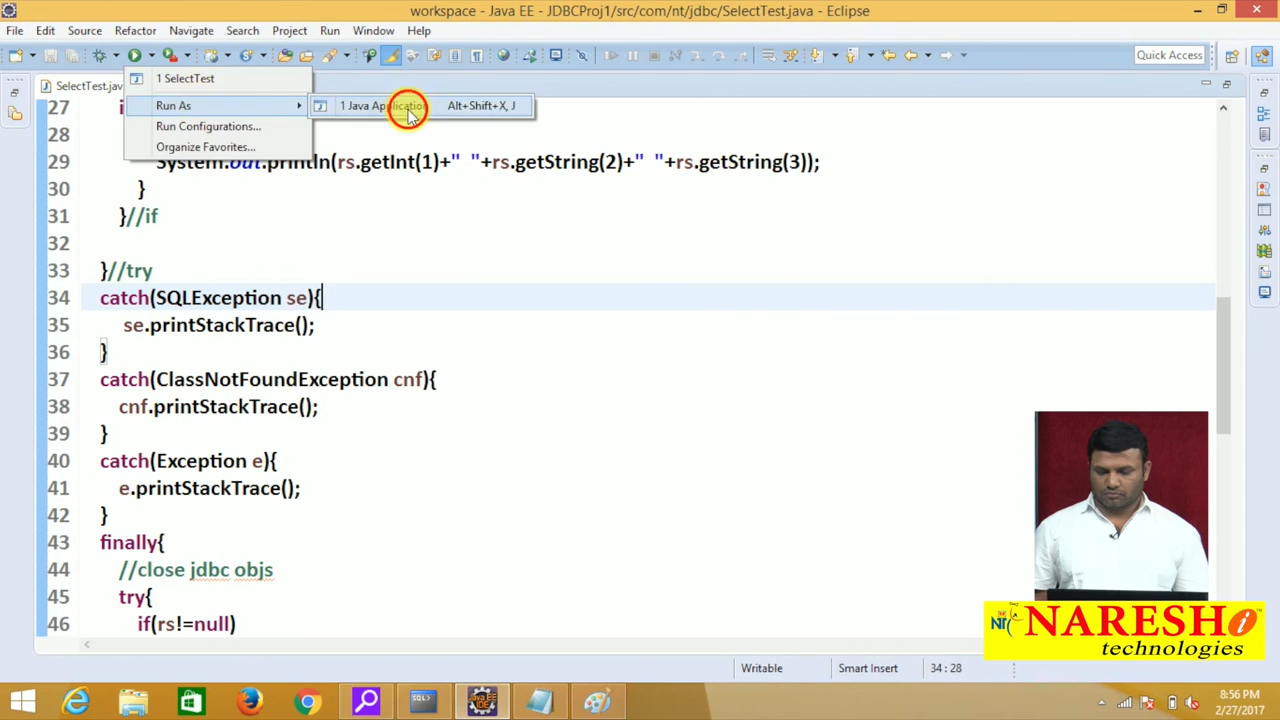 workspace - Java EE - JDBCProj1/src/com/nt/jdbc/SelectTest.java - Eclipse
File Edit Source Refactor Navigate Search Project Run Window Help
Quick Access
SelectTest.jav
1 SelectTest
Run As
1 Java Application Alt+Shift+X, J
Run Configurations...
Organize Favorites...
27 i
28
29 System.out.println(rs.getInt(1)+" "+rs.getString(2)+" "+rs.getString(3));
30 }
31 }//if
32
33 }//try
34 catch(SQLException se){
35 se.printStackTrace();
36 }
37 catch(ClassNotFoundException cnf){
38 cnf.printStackTrace();
39 }
40 catch(Exception e){
41 e.printStackTrace();
42 }
43 finally{
44 //close jdbc objs
45 try{
46 if(rs!=null)
NT NARESH i
technologies
Writable Smart Insert 34 : 28
SQL>
Java EE
IDE
8:56 PM
2/27/2017